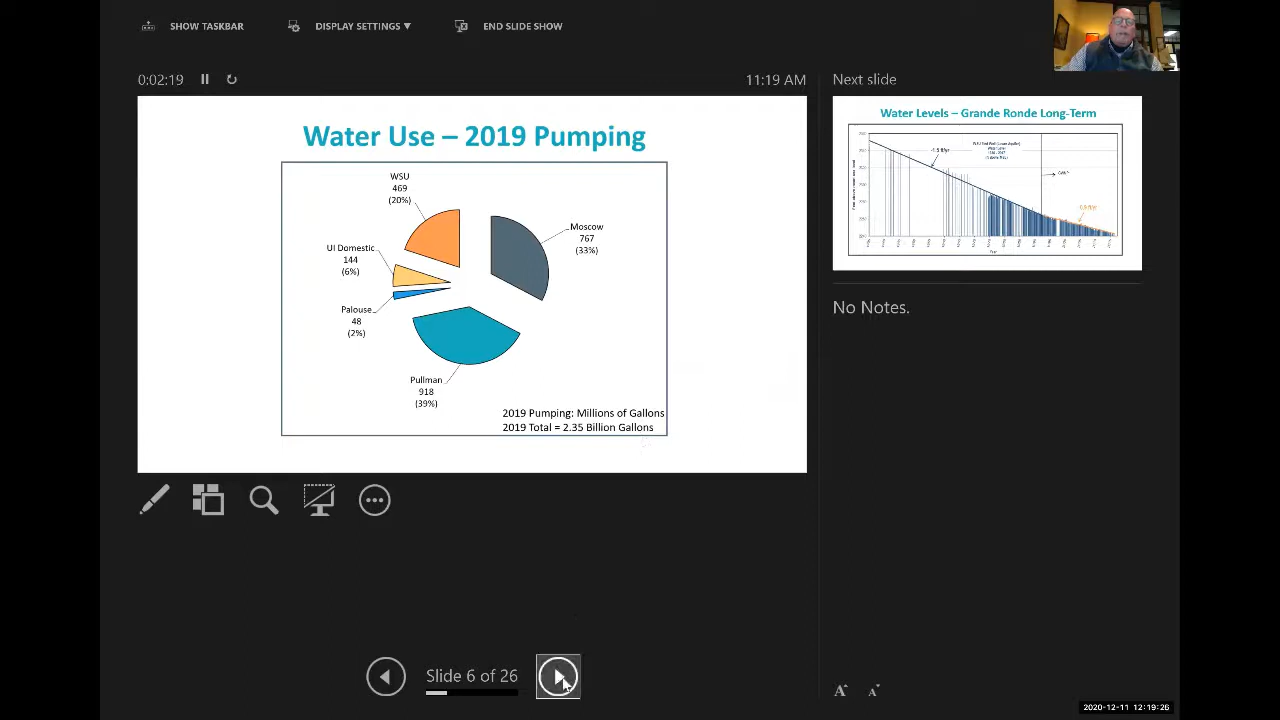 SHOW TASKBAR
DISPLAY SETTINGS ▼
END SLIDE SHOW
0:02:19
11:19 AM
Water Use – 2019 Pumping
WSU
469
(20%)
Moscow
767
(33%)
UI Domestic
144
(6%)
Palouse
48
(2%)
Pullman
918
(39%)
2019 Pumping: Millions of Gallons
2019 Total = 2.35 Billion Gallons
Next slide
Water Levels – Grande Ronde Long-Term
Year
No Notes.
Slide 6 of 26
A
A
2020-12-11 12:19:26